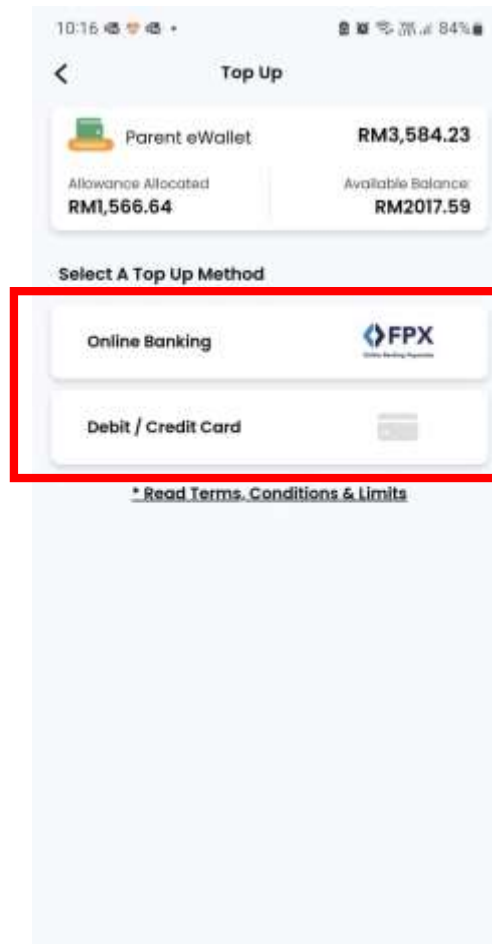 10:16 84%
Top Up
Parent eWallet RM3,584.23
Allowance Allocated Available Balance:
RM1,566.64 RM2017.59
Select A Top Up Method
Online Banking FPX
Debit / Credit Card
* Read Terms, Conditions & Limits